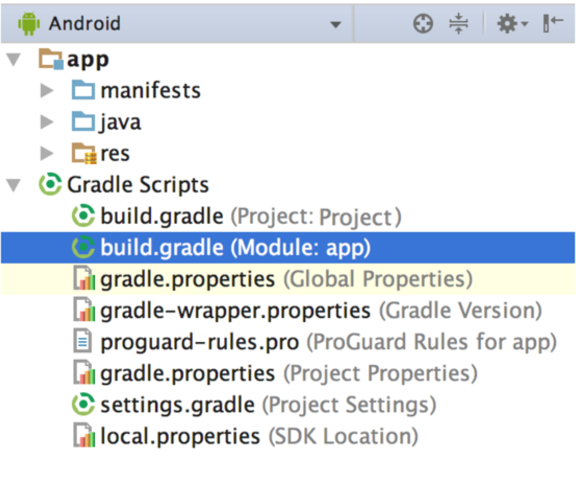 Android
app
manifests
java
res
Gradle Scripts
build.gradle (Project: Project)
build.gradle (Module: app)
gradle.properties (Global Properties)
gradle-wrapper.properties (Gradle Version)
proguard-rules.pro (ProGuard Rules for app)
gradle.properties (Project Properties)
settings.gradle (Project Settings)
local.properties (SDK Location)